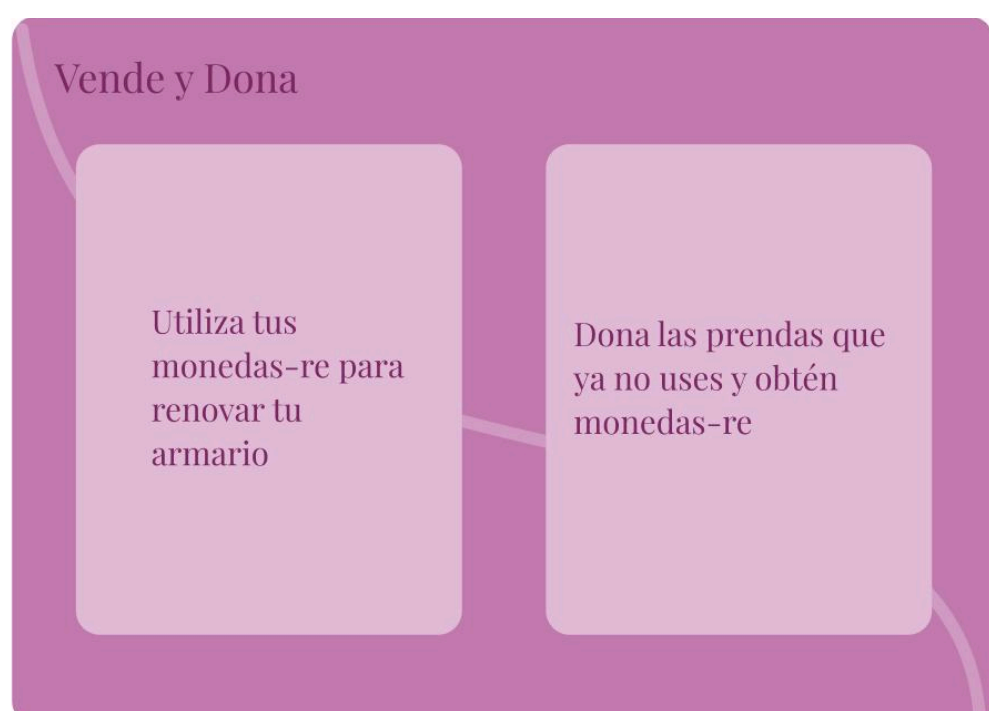 Vende y Dona
Utiliza tus
monedas-re para
renovar tu
armario
Dona las prendas que
ya no uses y obtén
monedas-re